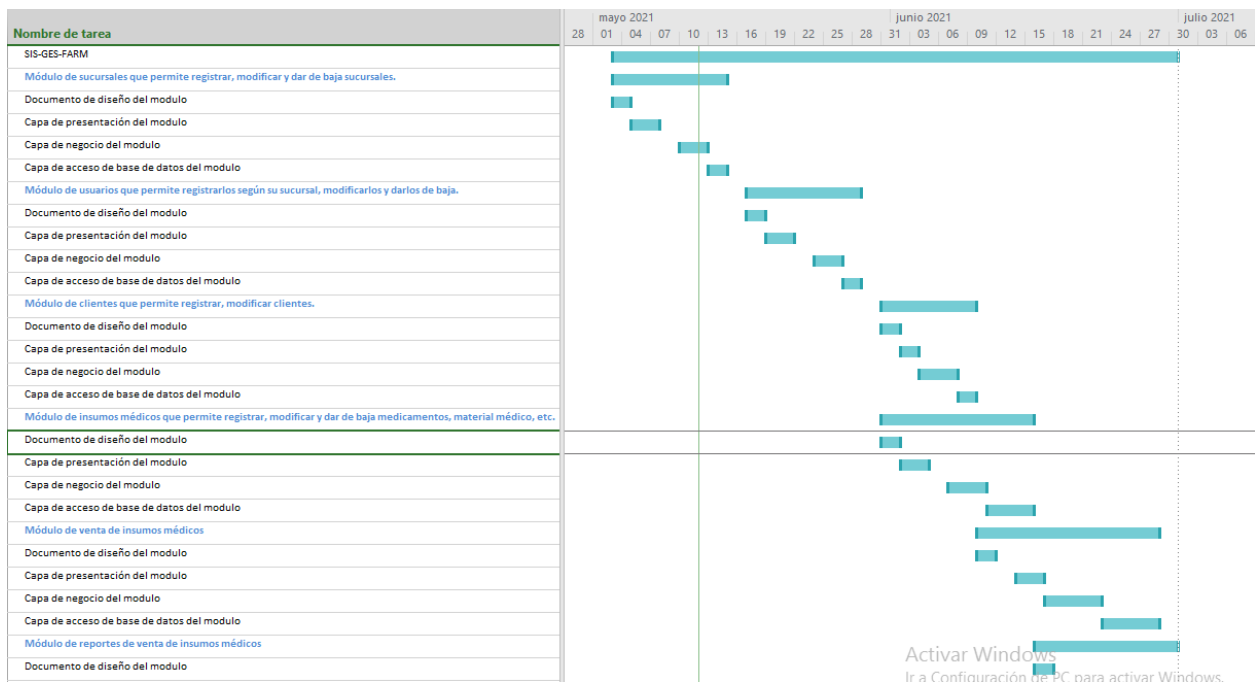 mayo 2021 junio 2021 julio 2021
Nombre de tarea 28 01 04 07 10 13 16 19 22 25 28 31 03 06 09 12 15 18 21 24 27 30 03 06
SIS-GES-FARM
Módulo de sucursales que permite registrar, modificar y dar de baja sucursales.
Documento de diseño del modulo
Capa de presentación del modulo
Capa de negocio del modulo
Capa de acceso de base de datos del modulo
Módulo de usuarios que permite registrarlos según su sucursal, modificarlos y darlos de baja.
Documento de diseño del modulo
Capa de presentación del modulo
Capa de negocio del modulo
Capa de acceso de base de datos del modulo
Módulo de clientes que permite registrar, modificar clientes.
Documento de diseño del modulo
Capa de presentación del modulo
Capa de negocio del modulo
Capa de acceso de base de datos del modulo
Módulo de insumos médicos que permite registrar, modificar y dar de baja medicamentos, material médico, etc.
Documento de diseño del modulo
Capa de presentación del modulo
Capa de negocio del modulo
Capa de acceso de base de datos del modulo
Módulo de venta de insumos médicos
Documento de diseño del modulo
Capa de presentación del modulo
Capa de negocio del modulo
Capa de acceso de base de datos del modulo
Módulo de reportes de venta de insumos médicos
Documento de diseño del modulo
Activar Windows
Ir a Configuración de PC para activar Windows.